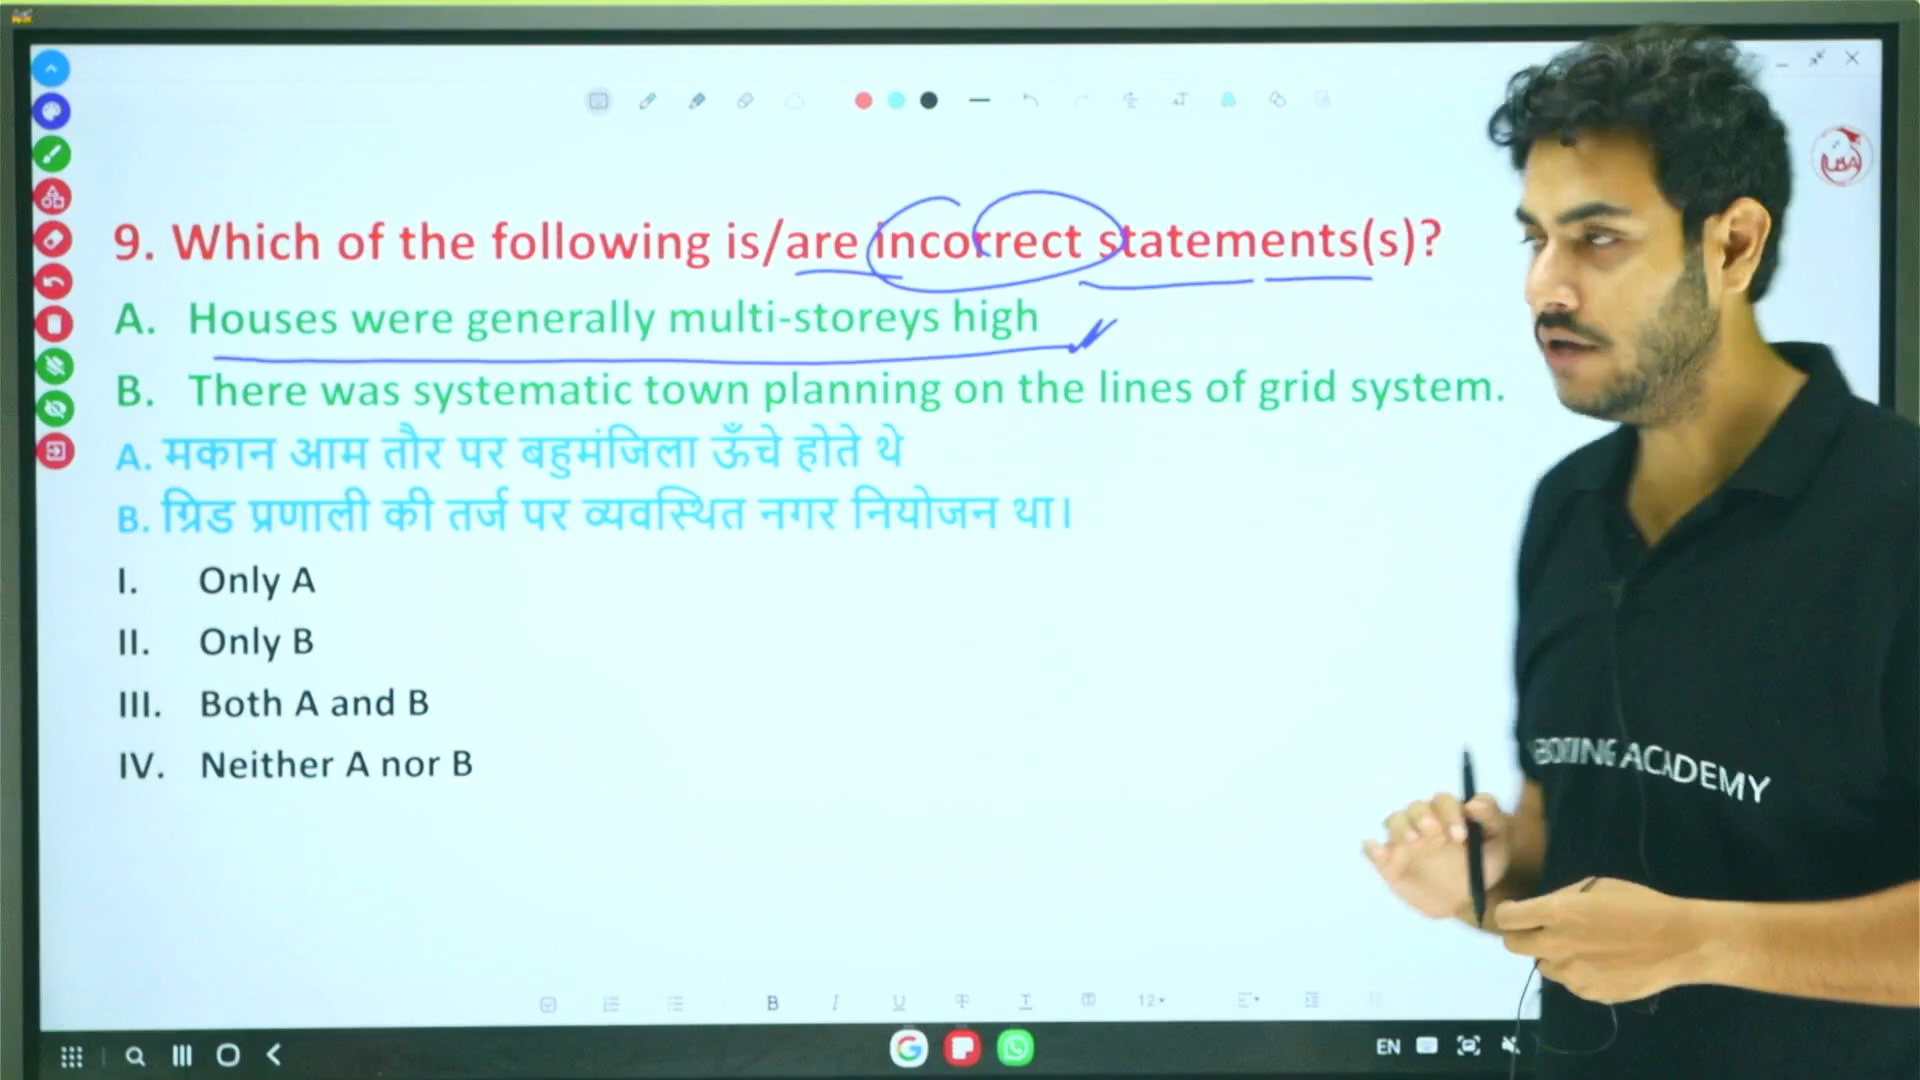 9. Which of the following is/are incorrect statements(s)?
A. Houses were generally multi-storeys high
B. There was systematic town planning on the lines of grid system.
A. मकान आम तौर पर बहुमंजिला ऊँचे होते थे
B. ग्रिड प्रणाली की तर्ज पर व्यवस्थित नगर नियोजन था।
I. Only A
II. Only B
III. Both A and B
IV. Neither A nor B
ACADEMY
B I U T T 12
EN